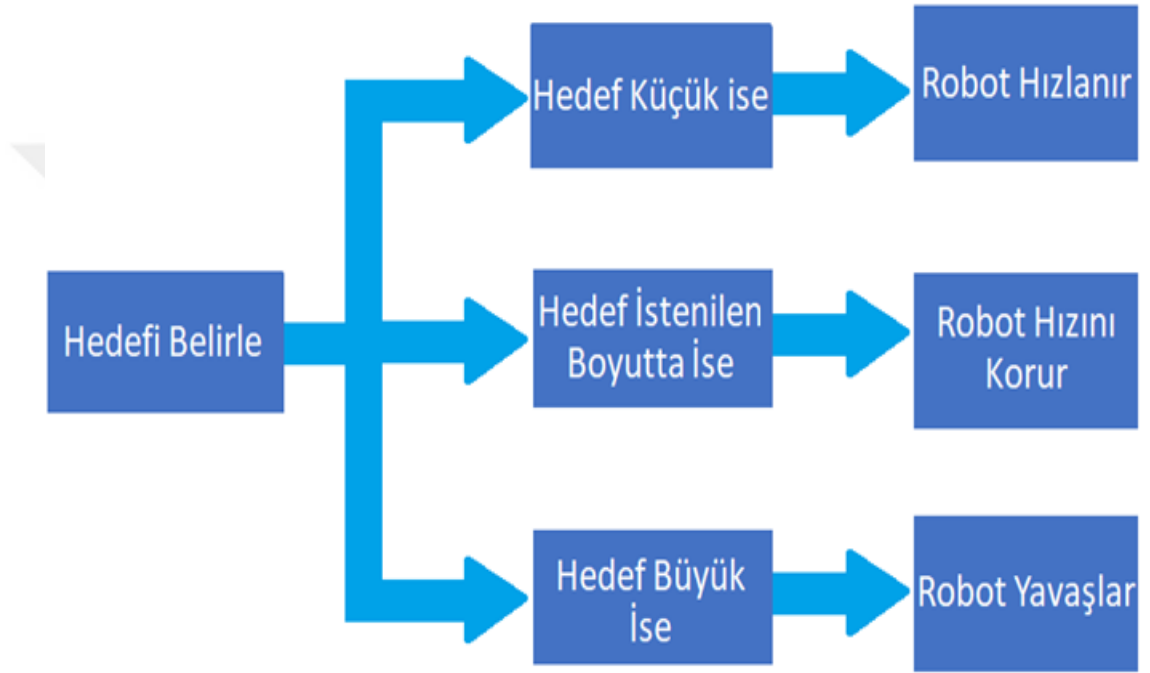 Hedefi Belirle
Hedef Küçük ise
Robot Hızlanır
Hedef İstenilen
Boyutta İse
Robot Hızını
Korur
Hedef Büyük
İse
Robot Yavaşlar